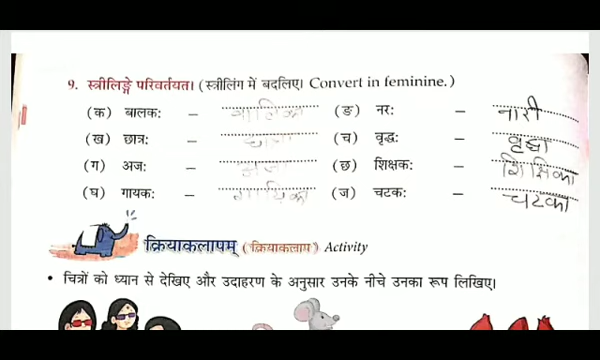 9. स्त्रीलिङ्गे परिवर्तयत। (स्त्रीलिंग में बदलिए। Convert in feminine.)
(क) बालकः – बालिका (ङ) नरः – नारी
(ख) छात्रः – छात्रा (च) वृद्धः – वृद्धा
(ग) अजः – अजा (छ) शिक्षकः – शिक्षिका
(घ) गायकः – गायिका (ज) चटकः – चटका
क्रियाकलापम् (क्रियाकलाप) Activity
• चित्रों को ध्यान से देखिए और उदाहरण के अनुसार उनके नीचे उनका रूप लिखिए।